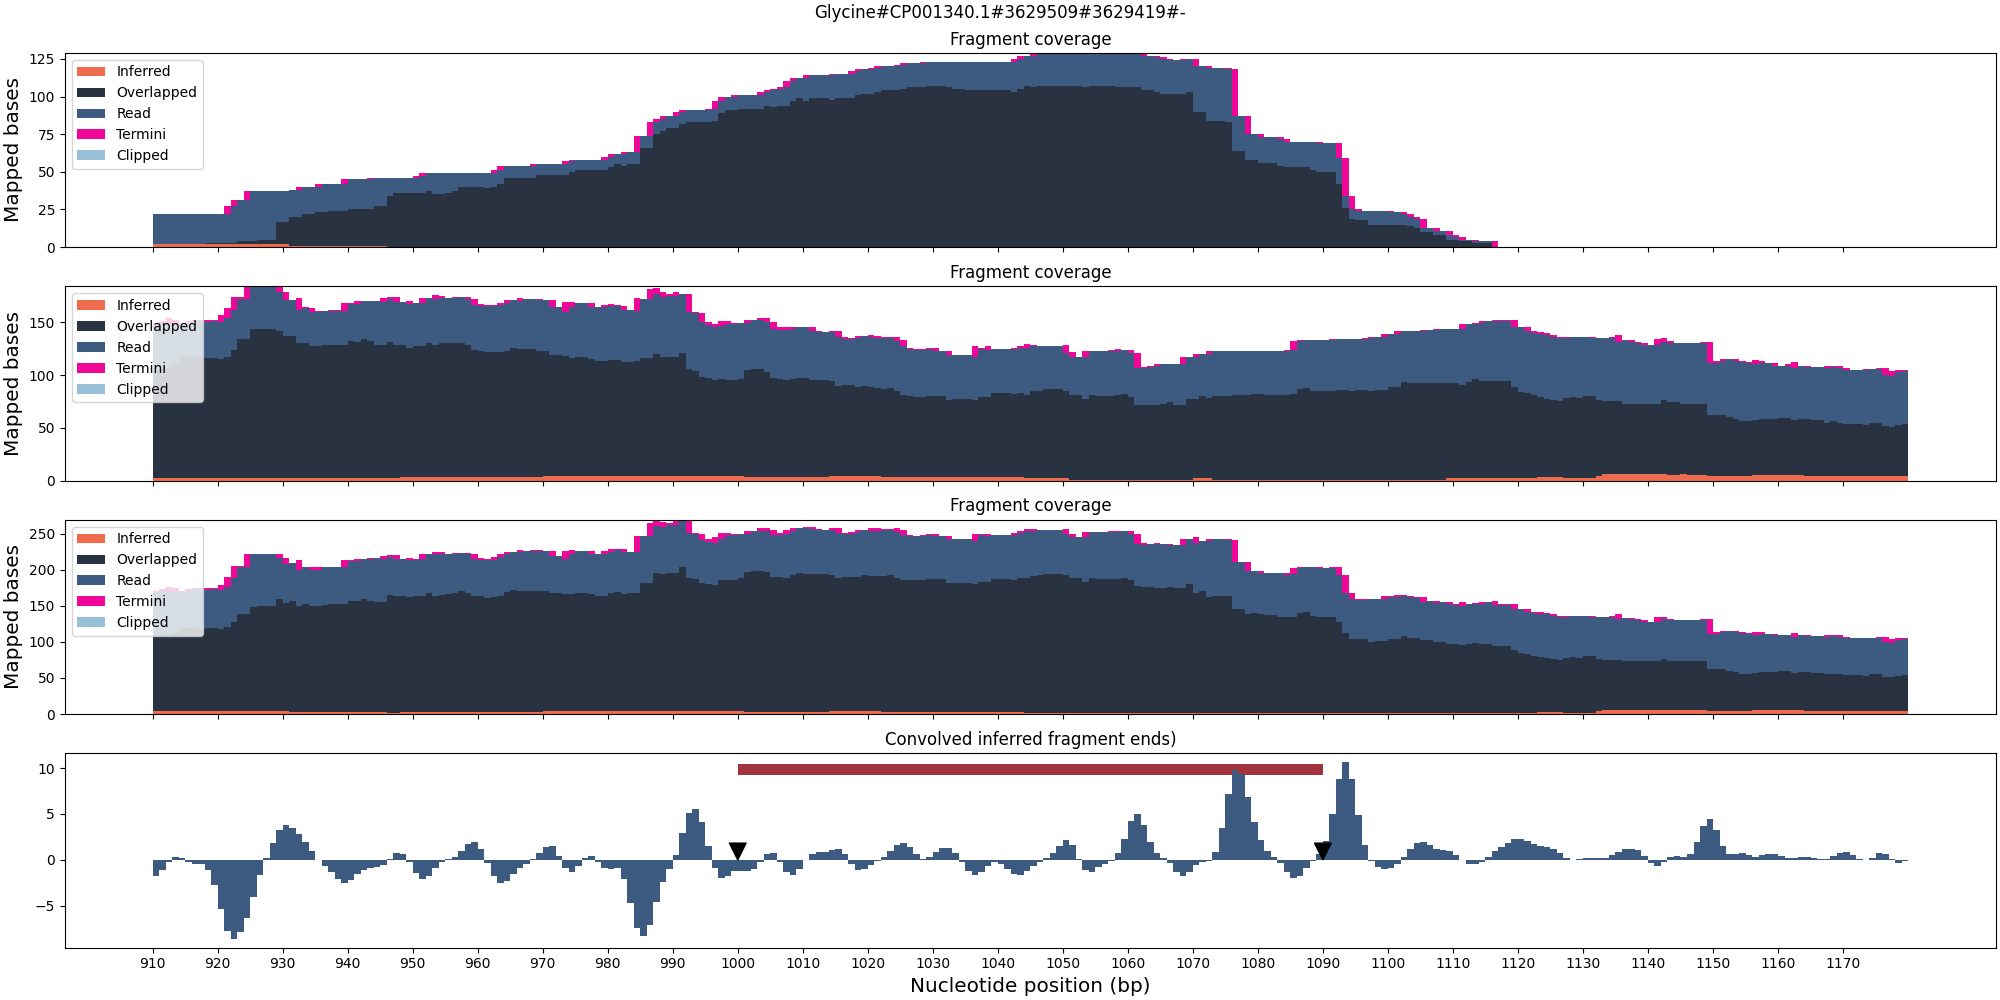 Glycine#CP001340.1#3629509#3629419#-
Fragment coverage
Mapped bases
125
100
75
50
25
0
Inferred
Overlapped
Read
Termini
Clipped
Fragment coverage
Mapped bases
150
100
50
0
Inferred
Overlapped
Read
Termini
Clipped
Fragment coverage
Mapped bases
250
200
150
100
50
0
Inferred
Overlapped
Read
Termini
Clipped
Convolved inferred fragment ends)
10
5
0
−5
910 920 930 940 950 960 970 980 990 1000 1010 1020 1030 1040 1050 1060 1070 1080 1090 1100 1110 1120 1130 1140 1150 1160 1170
Nucleotide position (bp)